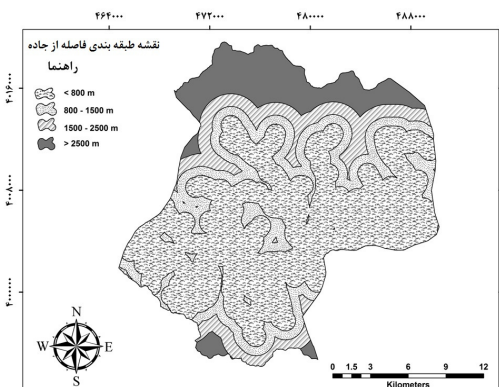 ۴۶۴۰۰۰ ۴۷۲۰۰۰ ۴۸۰۰۰۰ ۴۸۸۰۰۰
نقشه طبقه بندی فاصله از جاده
راهنما
< 800 m
800 - 1500 m
1500 - 2500 m
> 2500 m
۴۰۱۶۰۰۰
۴۰۰۸۰۰۰
۴۰۰۰۰۰۰
N
W E
S
0 1.5 3 6 9 12
Kilometers